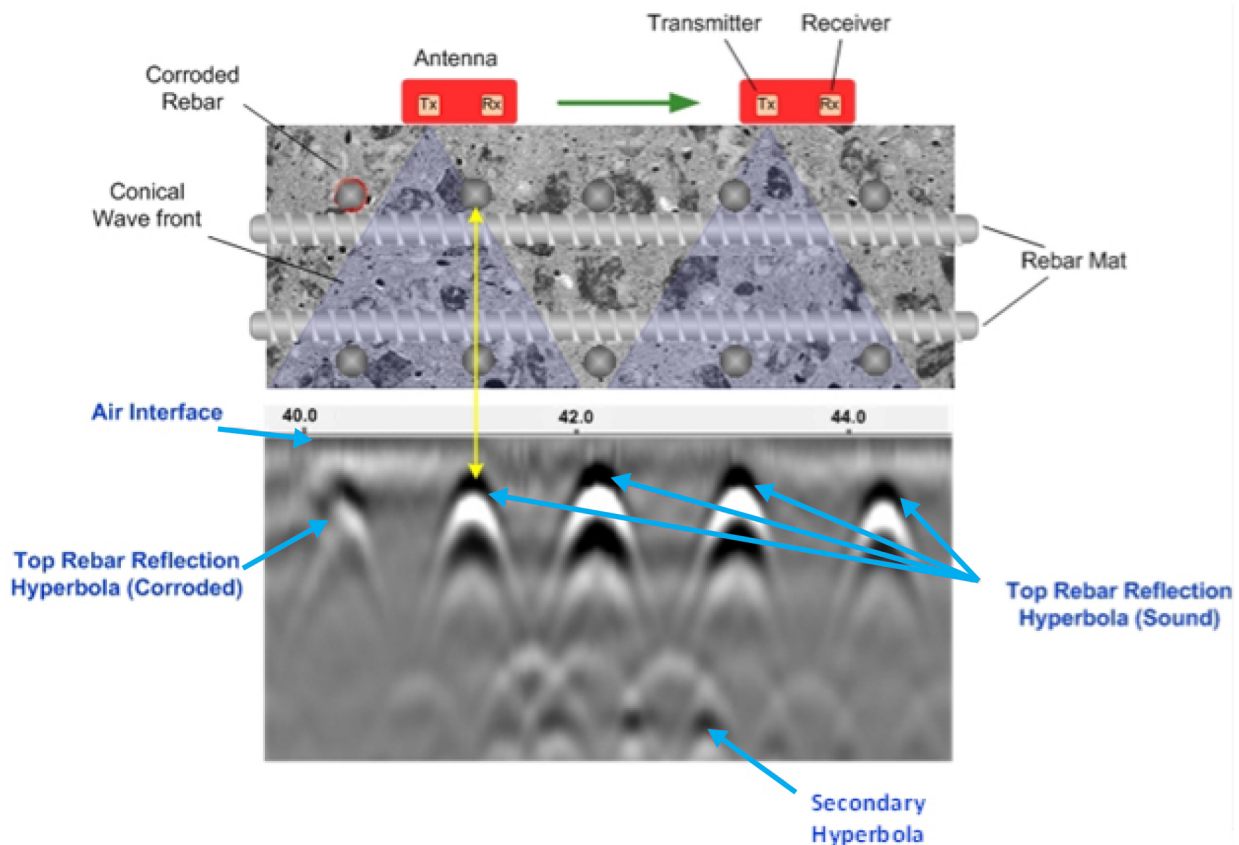 Transmitter
Receiver
Antenna
Corroded
Rebar
Tx
Rx
Tx
Rx
Conical
Wave front
Rebar Mat
Air Interface
40.0
42.0
44.0
Top Rebar Reflection
Hyperbola (Corroded)
Top Rebar Reflection
Hyperbola (Sound)
Secondary
Hyperbola